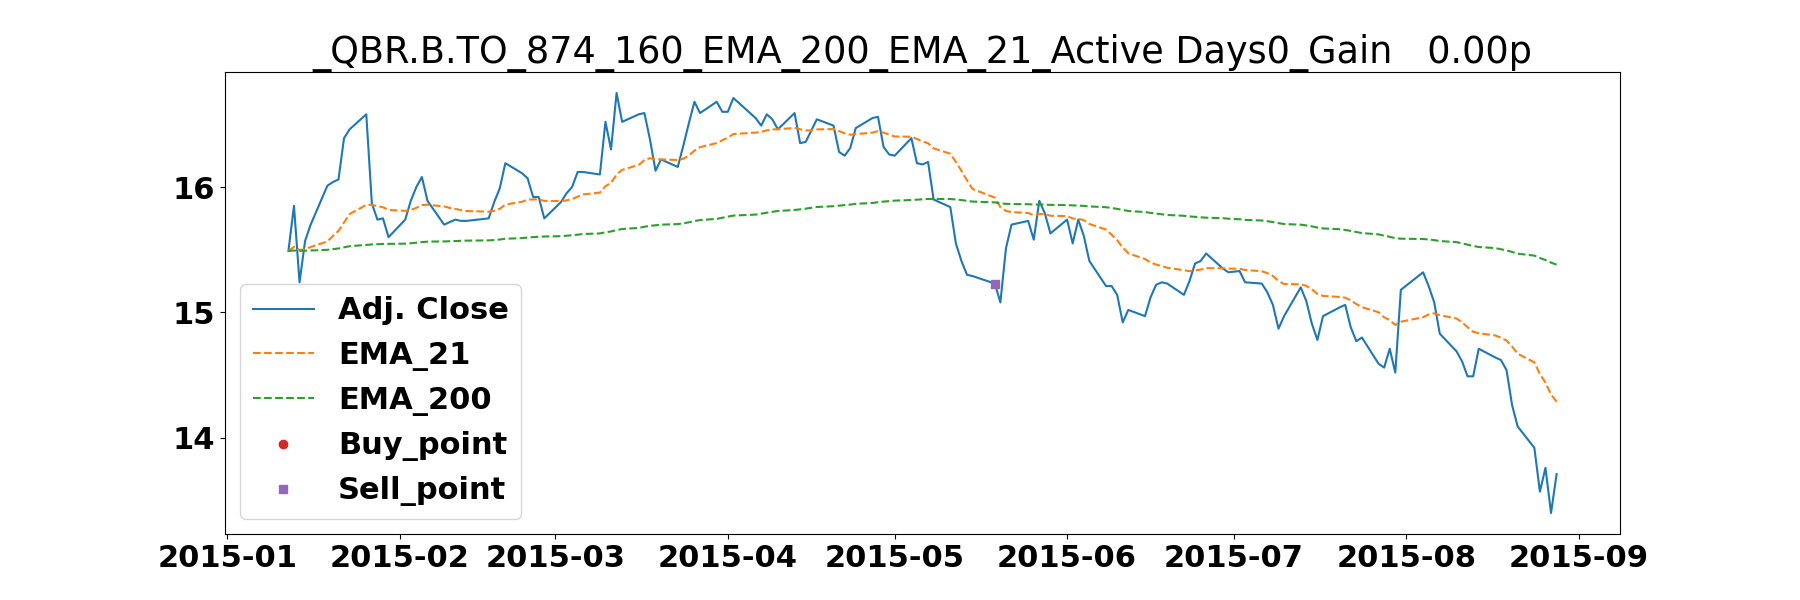 _QBR.B.TO_874_160_EMA_200_EMA_21_Active Days0_Gain   0.00p
16
15
14
Adj. Close
EMA_21
EMA_200
Buy_point
Sell_point
2015-01 2015-02 2015-03 2015-04 2015-05 2015-06 2015-07 2015-08 2015-09